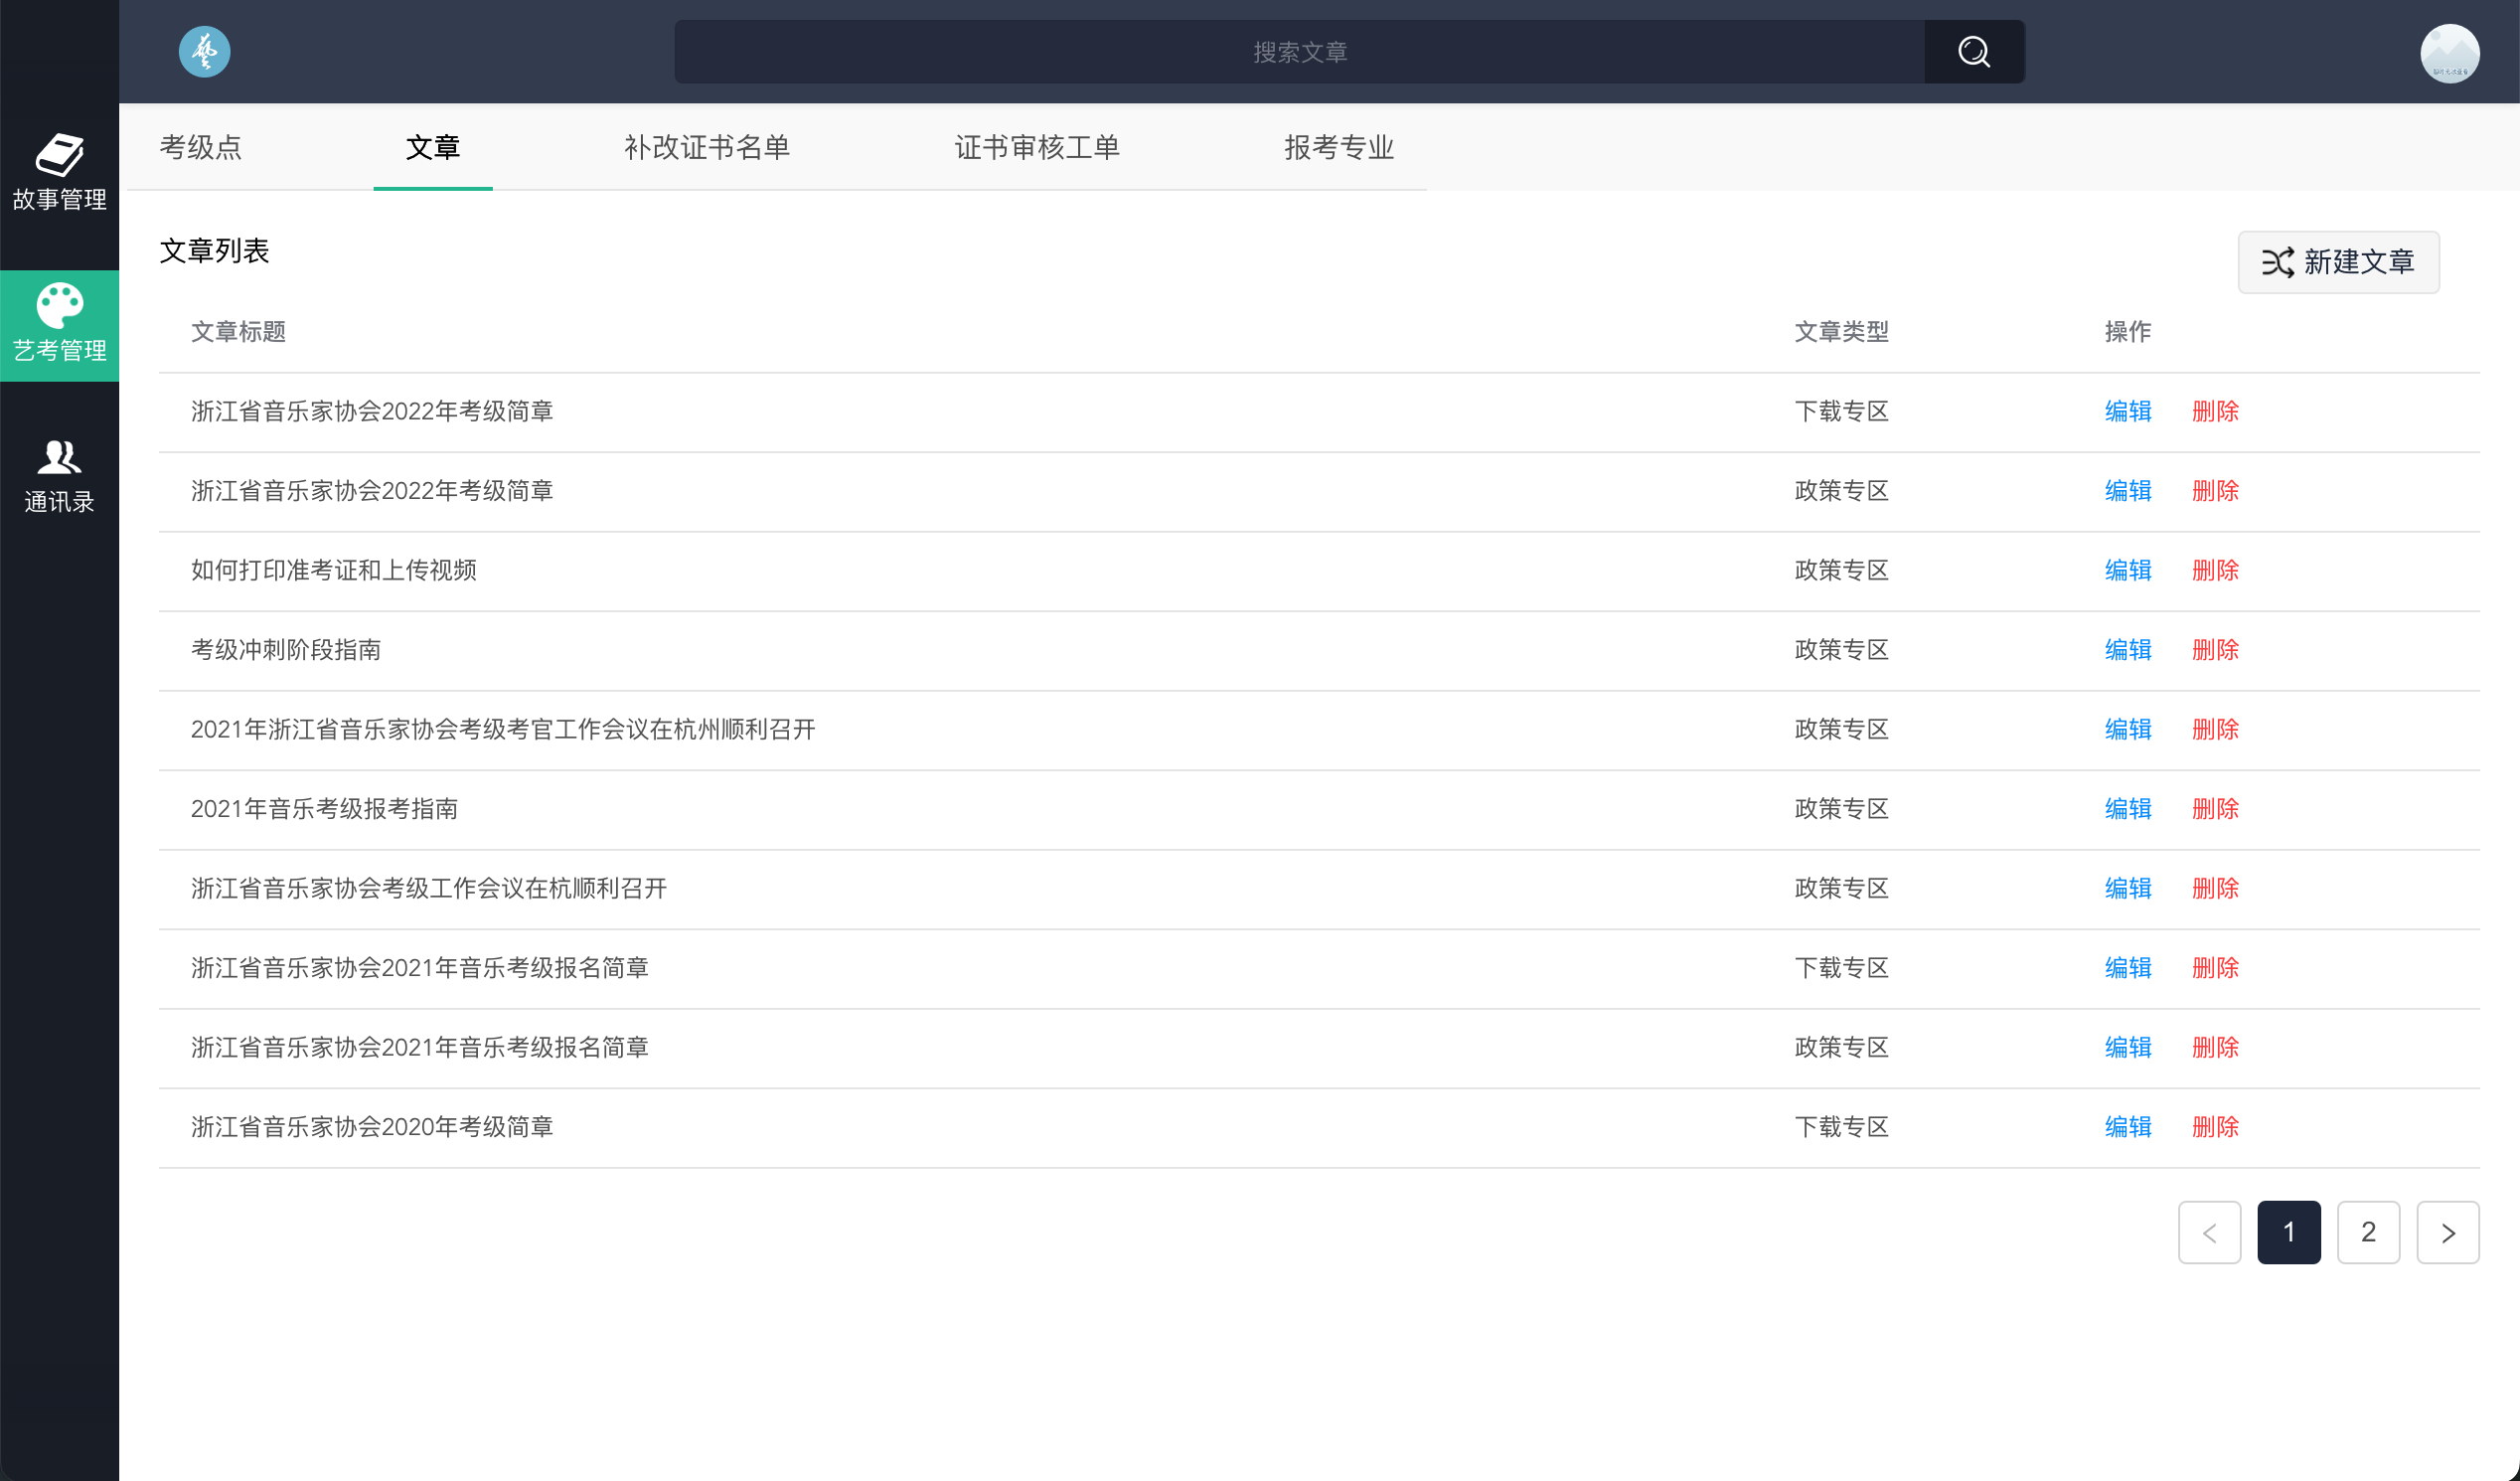 藝
搜索文章
故事管理
艺考管理
通讯录
考级点 文章 补改证书名单 证书审核工单 报考专业
文章列表
新建文章
文章标题 文章类型 操作
浙江省音乐家协会2022年考级简章 下载专区 编辑 删除
浙江省音乐家协会2022年考级简章 政策专区 编辑 删除
如何打印准考证和上传视频 政策专区 编辑 删除
考级冲刺阶段指南 政策专区 编辑 删除
2021年浙江省音乐家协会考级考官工作会议在杭州顺利召开 政策专区 编辑 删除
2021年音乐考级报考指南 政策专区 编辑 删除
浙江省音乐家协会考级工作会议在杭顺利召开 政策专区 编辑 删除
浙江省音乐家协会2021年音乐考级报名简章 下载专区 编辑 删除
浙江省音乐家协会2021年音乐考级报名简章 政策专区 编辑 删除
浙江省音乐家协会2020年考级简章 下载专区 编辑 删除
< 1 2 >